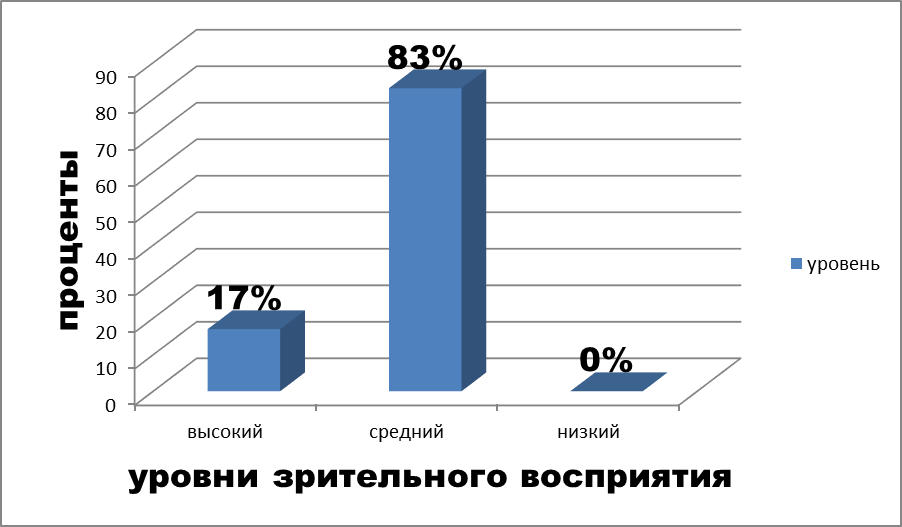 проценты
90
80
70
60
50
40
30
20
10
0
17%
83%
0%
высокий
средний
низкий
уровни зрительного восприятия
уровень